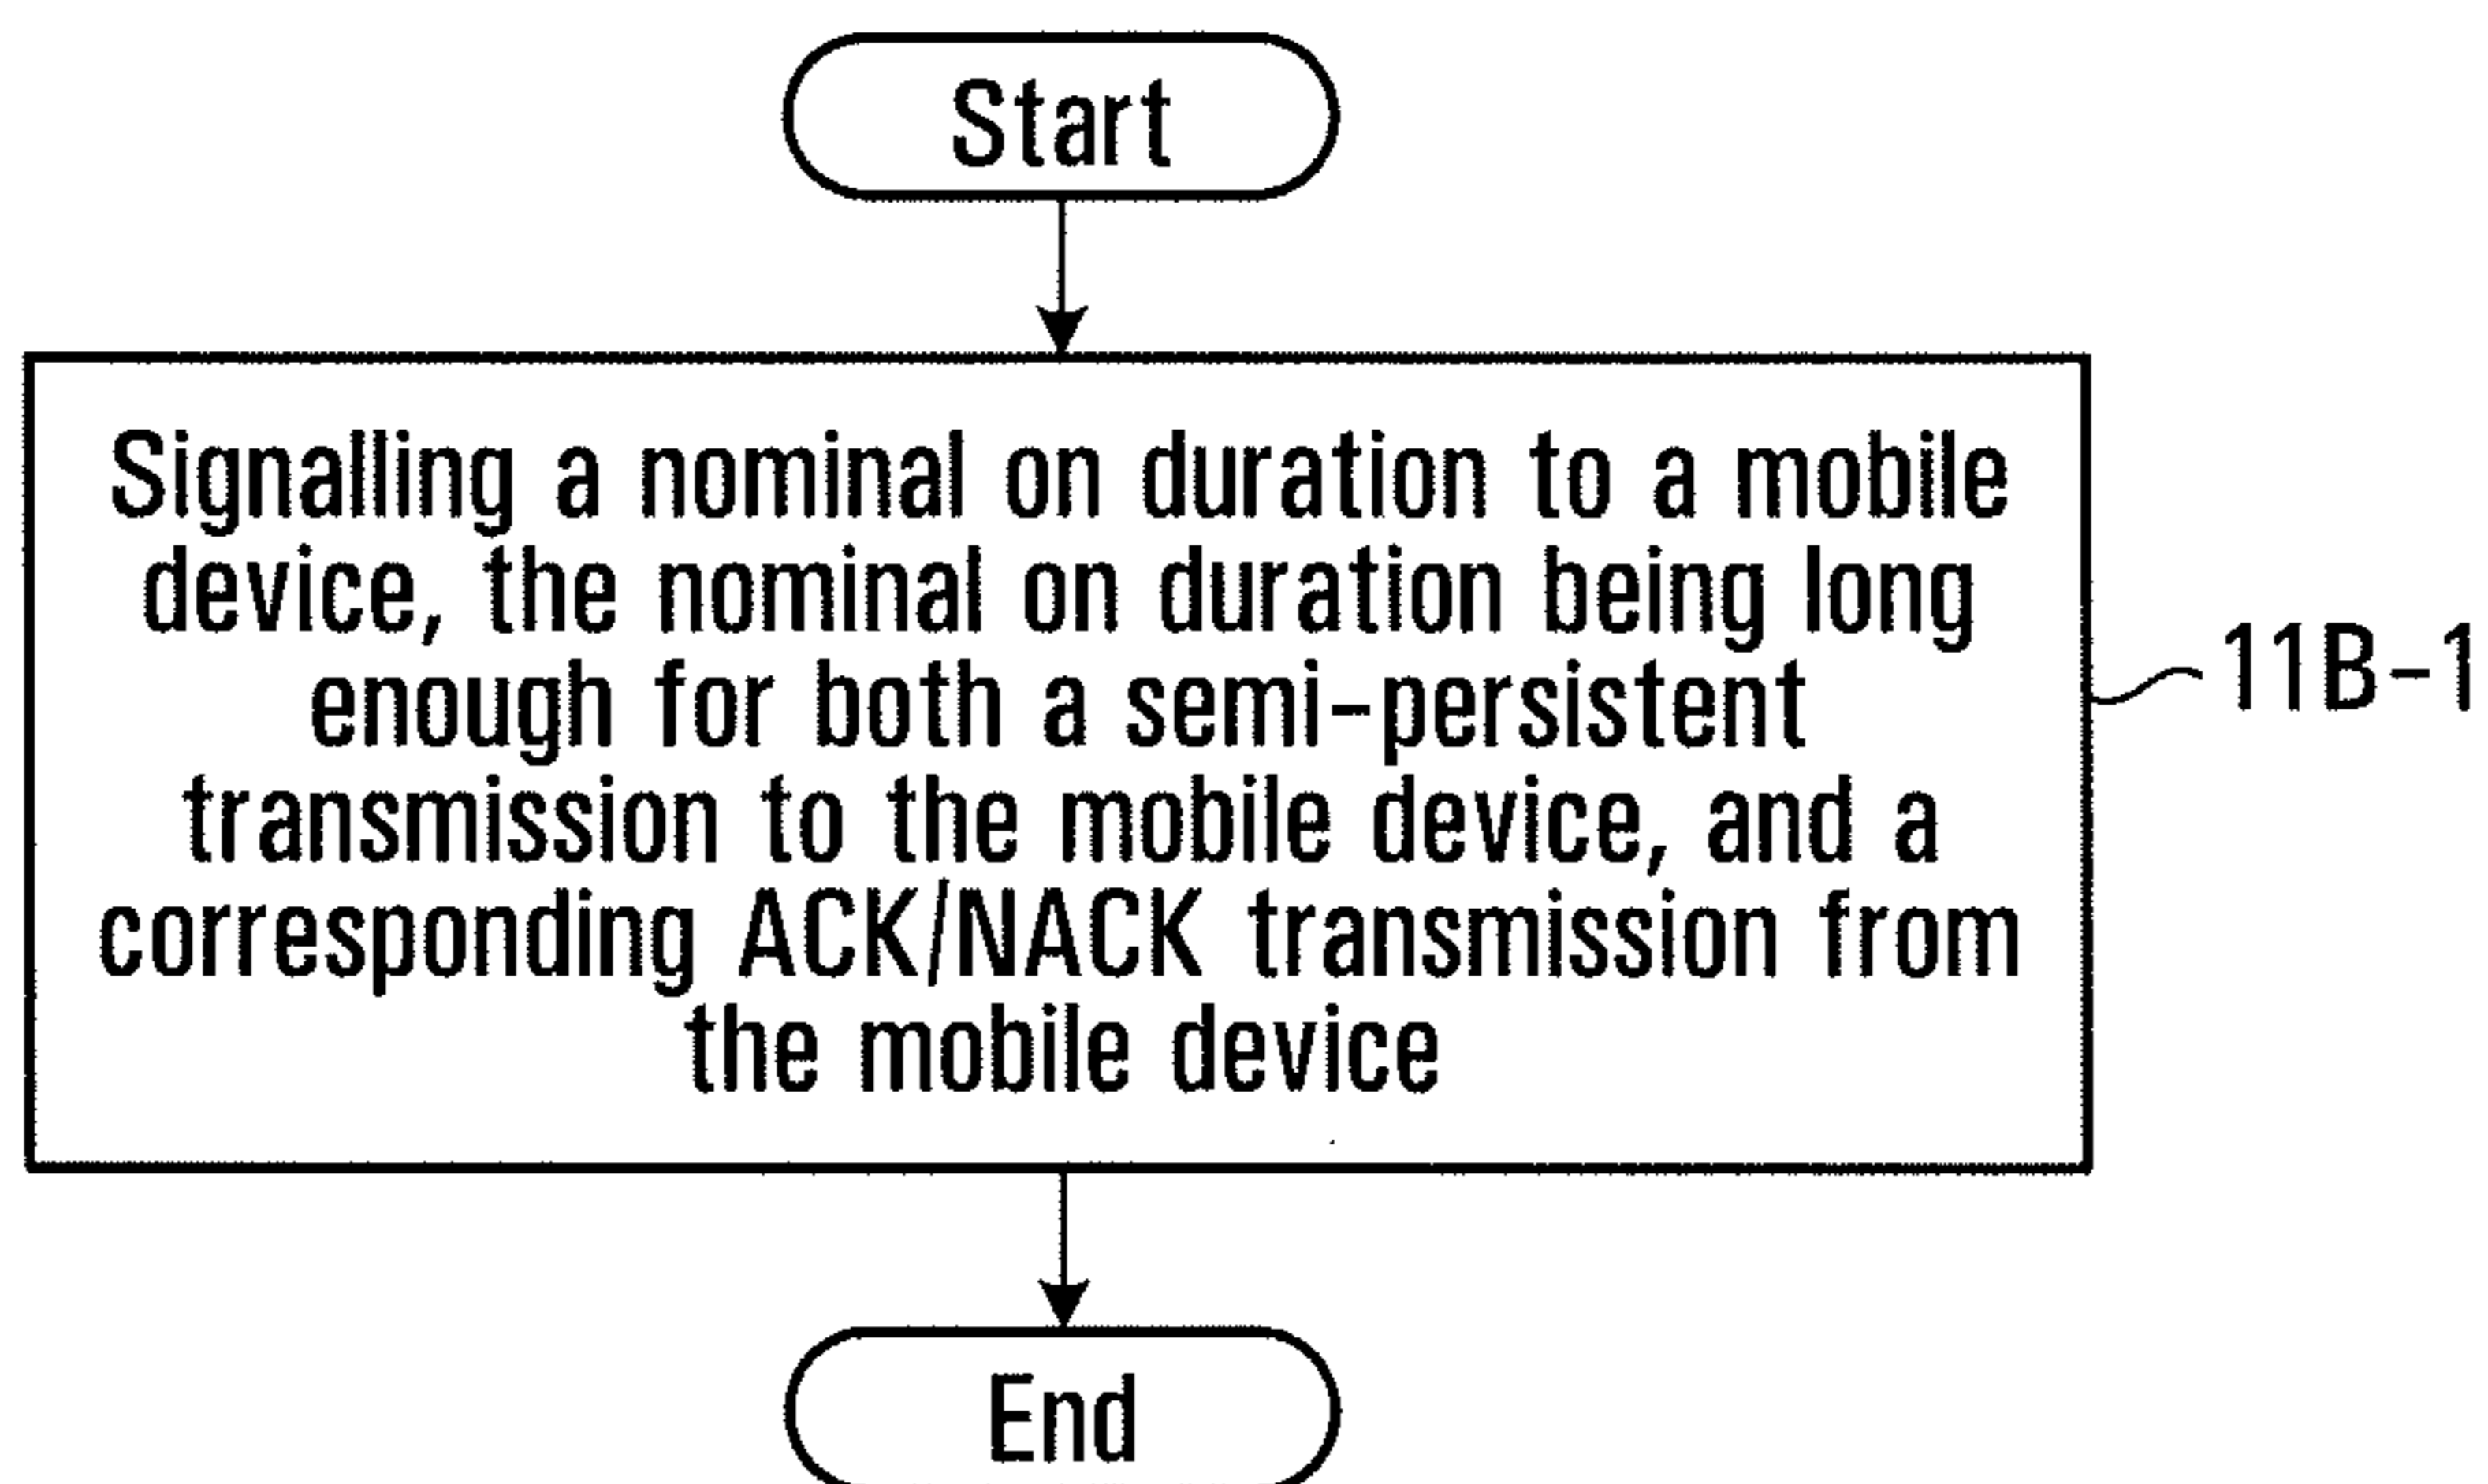 Start
Signalling a nominal on duration to a mobile
device, the nominal on duration being long
enough for both a semi-persistent
transmission to the mobile device, and a
corresponding ACK/NACK transmission from
the mobile device
11B-1
End